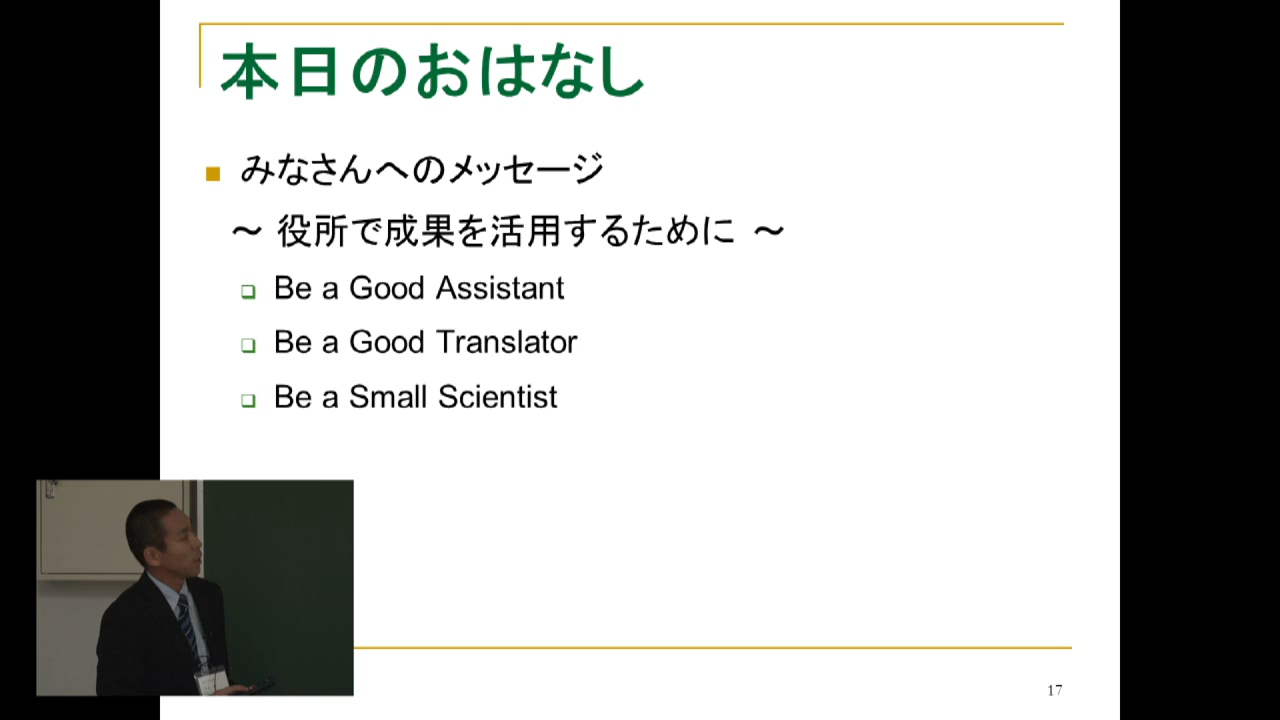 本日のおはなし
みなさんへのメッセージ
～ 役所で成果を活用するために ～
Be a Good Assistant
Be a Good Translator
Be a Small Scientist
17